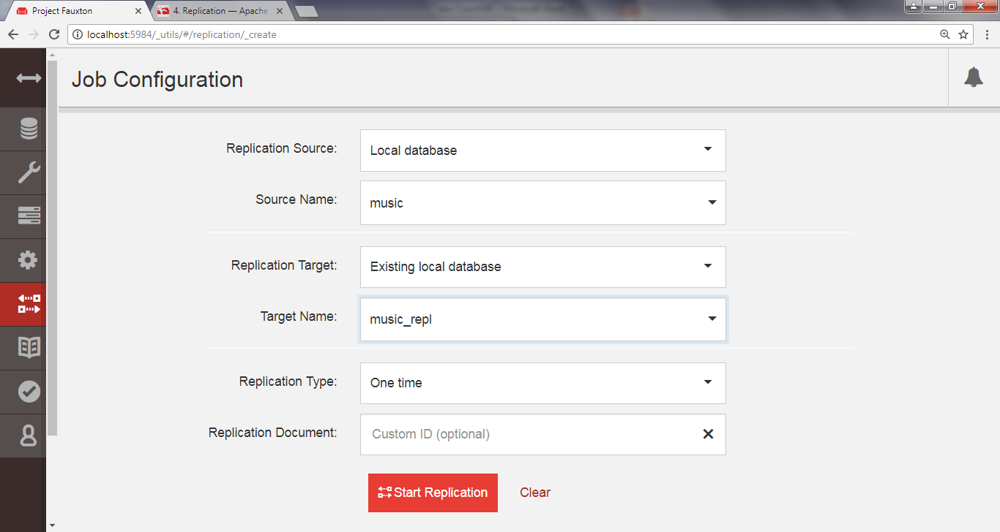 Project Fauxton
4. Replication — Apache
localhost:5984/_utils/#/replication/_create
Job Configuration
Replication Source: Local database
Source Name: music
Replication Target: Existing local database
Target Name: music_repl
Replication Type: One time
Replication Document: Custom ID (optional)
Start Replication Clear